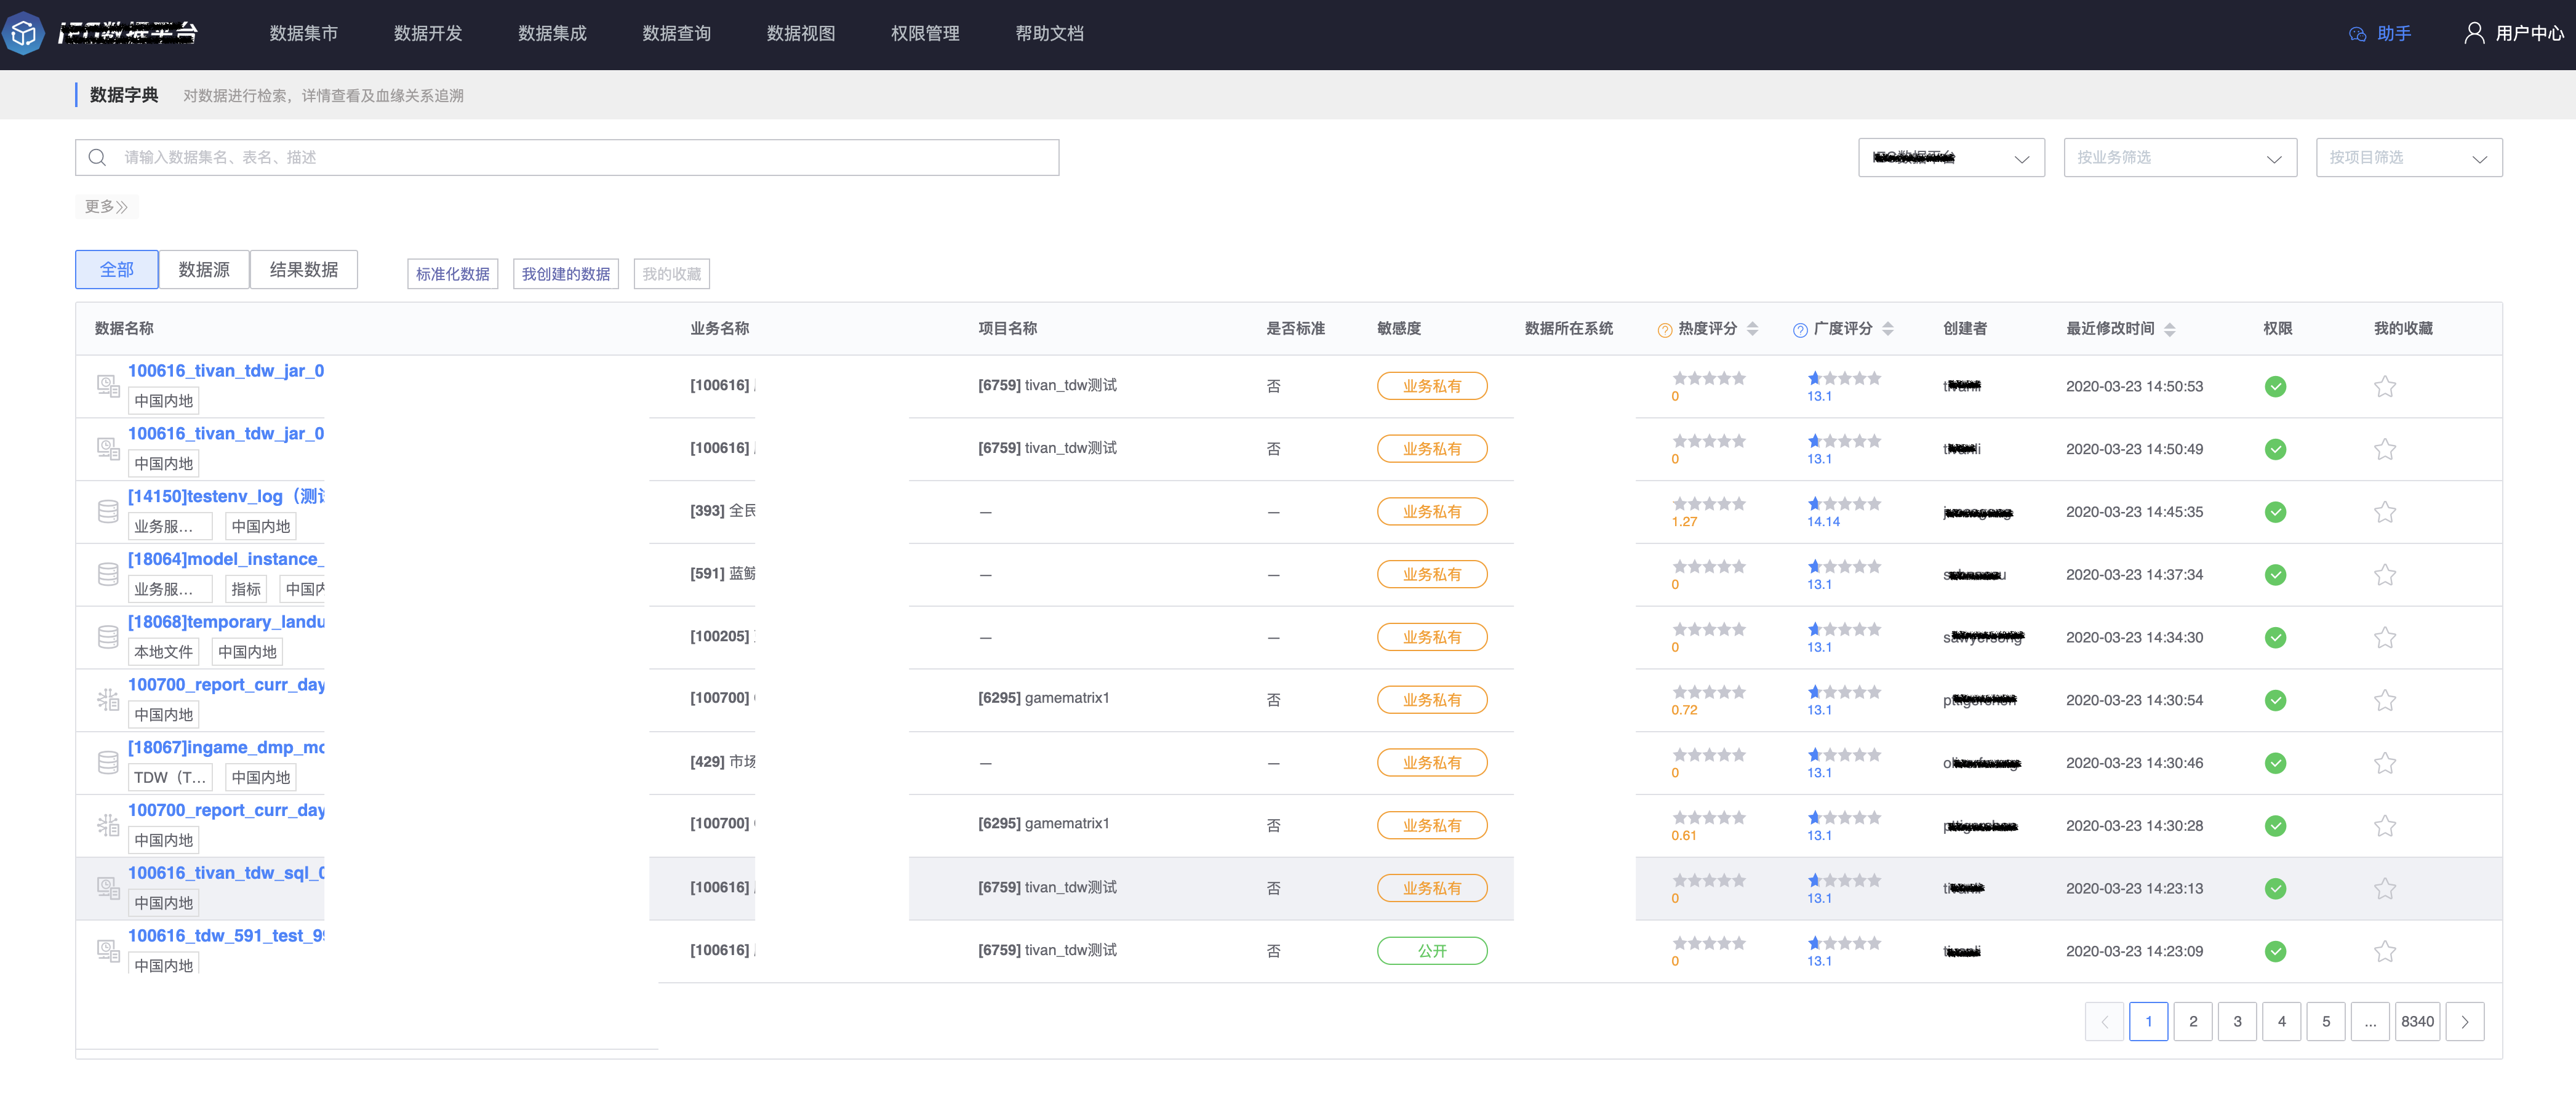 数据集市 数据开发 数据集成 数据查询 数据视图 权限管理 帮助文档 助手 用户中心
数据字典 对数据进行检索，详情查看及血缘关系追溯
请输入数据集名、表名、描述 按业务筛选 按项目筛选
更多
全部 数据源 结果数据 标准化数据 我创建的数据 我的收藏
数据名称 业务名称 项目名称 是否标准 敏感度 数据所在系统 热度评分 广度评分 创建者 最近修改时间 权限 我的收藏
100616_tivan_tdw_jar_0
中国内地
[100616] [6759] tivan_tdw测试 否 业务私有 0 13.1 2020-03-23 14:50:53
100616_tivan_tdw_jar_0
中国内地
[100616] [6759] tivan_tdw测试 否 业务私有 0 13.1 2020-03-23 14:50:49
[14150]testenv_log（测
业务服... 中国内地
[393] 全民 — — 业务私有 1.27 14.14 2020-03-23 14:45:35
[18064]model_instance_
业务服... 指标 中国内
[591] 蓝鲸 — — 业务私有 0 13.1 2020-03-23 14:37:34
[18068]temporary_landu
本地文件 中国内地
[100205] — — 业务私有 0 13.1 2020-03-23 14:34:30
100700_report_curr_day
中国内地
[100700] [6295] gamematrix1 否 业务私有 0.72 13.1 2020-03-23 14:30:54
[18067]ingame_dmp_mo
TDW（T... 中国内地
[429] 市场 — — 业务私有 0 13.1 2020-03-23 14:30:46
100700_report_curr_day
中国内地
[100700] [6295] gamematrix1 否 业务私有 0.61 13.1 2020-03-23 14:30:28
100616_tivan_tdw_sql_0
中国内地
[100616] [6759] tivan_tdw测试 否 业务私有 0 13.1 2020-03-23 14:23:13
100616_tdw_591_test_99
中国内地
[100616] [6759] tivan_tdw测试 否 公开 0 13.1 2020-03-23 14:23:09
1 2 3 4 5 ... 8340